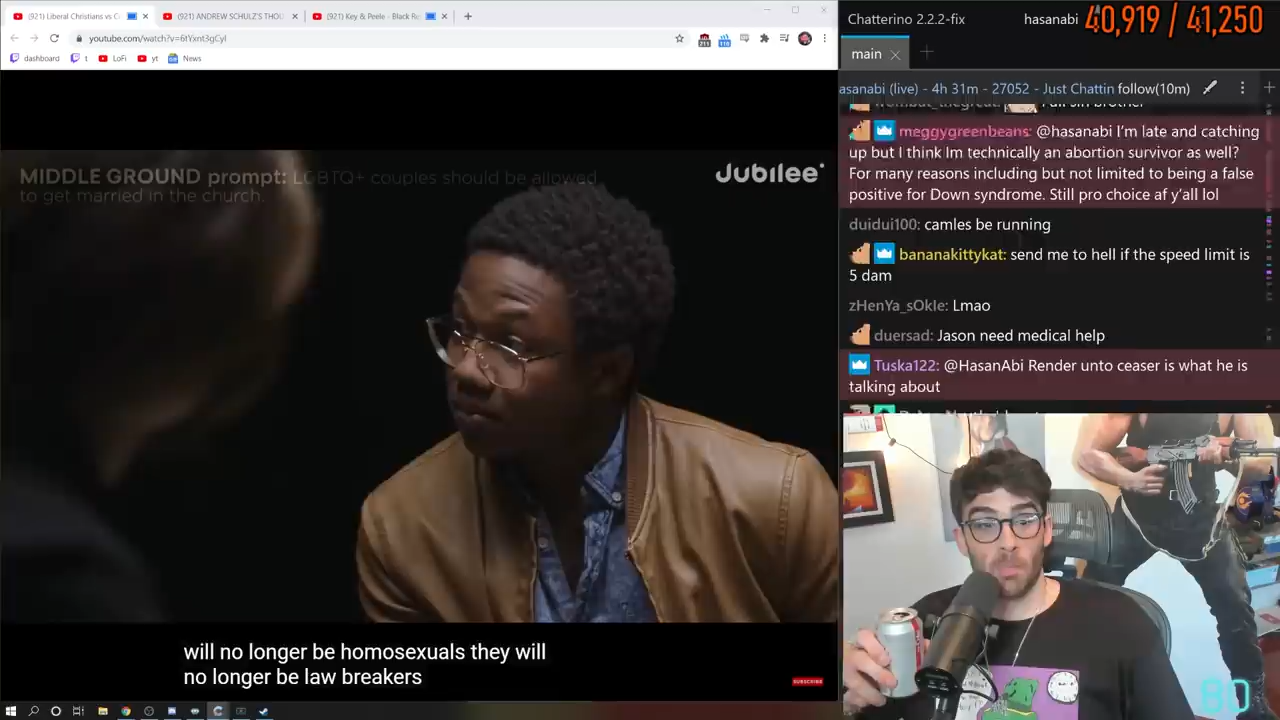 (921) Liberal Christians vs C
(921) ANDREW SCHULZ'S THOU
(921) Key & Peele - Black Re
youtube.com/watch?v=6tYxnt3gCyI
dashboard
t
LoFi
yt
News
MIDDLE GROUND prompt: LGBTQ+ couples should be allowed
to get married in the church.
Jubilee
will no longer be homosexuals they will
no longer be law breakers
SUBSCRIBE
Chatterino 2.2.2-fix
hasanabi
40,919 / 41,250
main
asanabi (live) - 4h 31m - 27052 - Just Chattin follow(10m)
meggygreenbeans: @hasanabi I'm late and catching
up but I think Im technically an abortion survivor as well?
For many reasons including but not limited to being a false
positive for Down syndrome. Still pro choice af y'all lol
duidui100: camles be running
bananakittykat: send me to hell if the speed limit is
5 dam
zHenYa_sOkle: Lmao
duersad: Jason need medical help
Tuska122: @HasanAbi Render unto ceaser is what he is
talking about
80